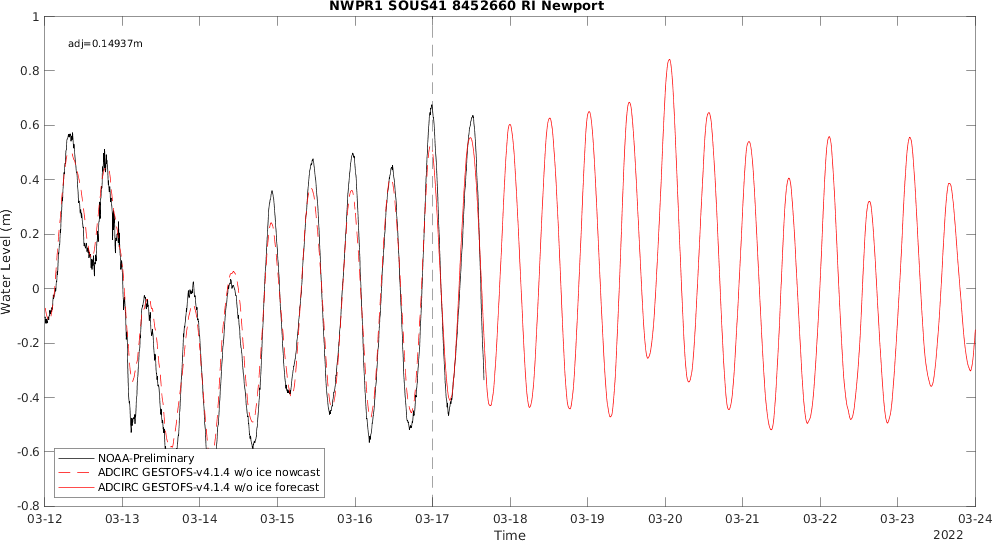 NWPR1 SOUS41 8452660 RI Newport
adj=0.14937m
1
0.8
0.6
0.4
0.2
0
-0.2
-0.4
-0.6
-0.8
Water Level (m)
NOAA-Preliminary
ADCIRC GESTOFS-v4.1.4 w/o ice nowcast
ADCIRC GESTOFS-v4.1.4 w/o ice forecast
03-12 03-13 03-14 03-15 03-16 03-17 03-18 03-19 03-20 03-21 03-22 03-23 03-24
Time
2022